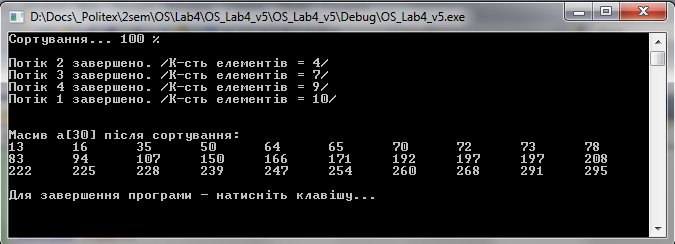 D:\Docs\_Politex\2sem\OS\Lab4\OS_Lab4_v5\OS_Lab4_v5\Debug\OS_Lab4_v5.exe
Сортування... 100 %
Потік 2 завершено. /К-сть елементів = 4/
Потік 3 завершено. /К-сть елементів = 7/
Потік 4 завершено. /К-сть елементів = 9/
Потік 1 завершено. /К-сть елементів = 10/
Масив a[30] після сортування:
13 16 35 50 64 65 70 72 73 78
83 94 107 150 166 171 192 197 197 208
222 225 228 239 247 254 260 268 291 295
Для завершення програми - натисніть клавішу...